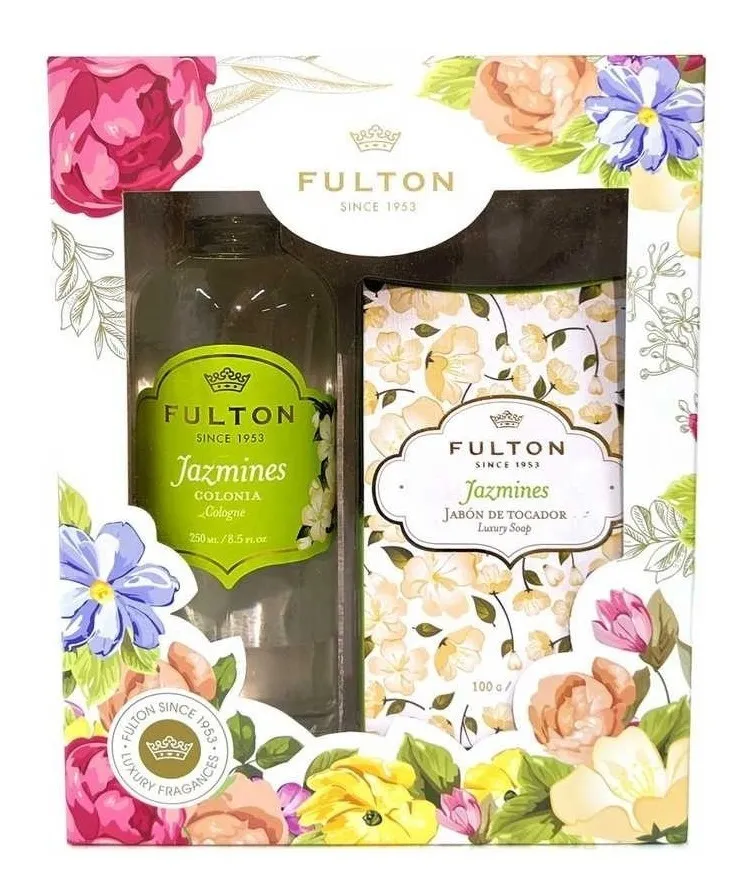 FULTON
SINCE 1953
FULTON
SINCE 1953
Jazmines
COLONIA
Cologne
250 ML / 8.5 FL OZ
FULTON
SINCE 1953
Jazmines
JABÓN DE TOCADOR
Luxury Soap
100 G /
• FULTON SINCE 1953 •
LUXURY FRAGANCES